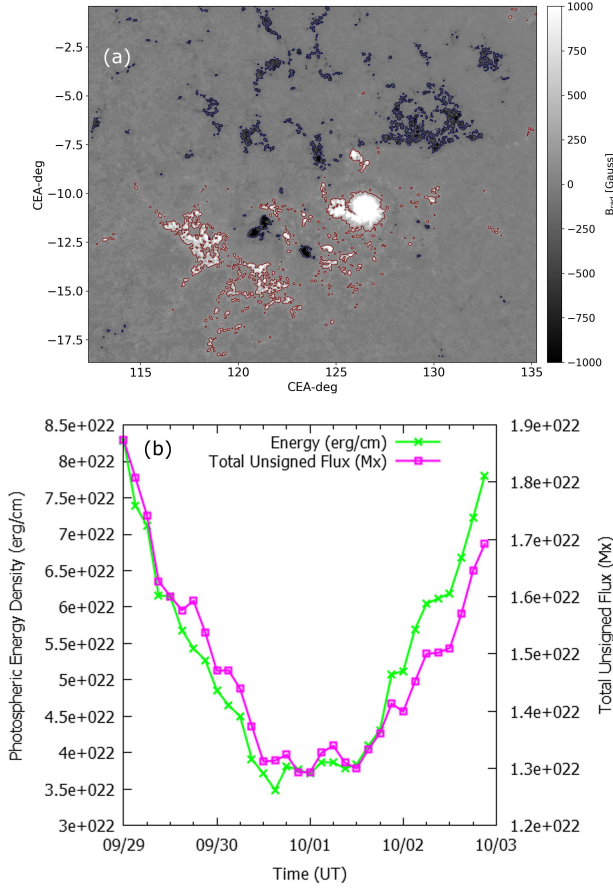 (a)
−2.5
−5.0
−7.5
−10.0
−12.5
−15.0
−17.5
CEA-deg
115
120
125
130
135
CEA-deg
1000
750
500
250
0
−250
−500
−750
−1000
[Gauss]
(b)
Energy (erg/cm)
Total Unsigned Flux (Mx)
8.5e+022
8e+022
7.5e+022
7e+022
6.5e+022
6e+022
5.5e+022
5e+022
4.5e+022
4e+022
3.5e+022
3e+022
Photospheric Energy Density (erg/cm)
1.9e+022
1.8e+022
1.7e+022
1.6e+022
1.5e+022
1.4e+022
1.3e+022
1.2e+022
Total Unsigned Flux (Mx)
09/29
09/30
10/01
10/02
10/03
Time (UT)